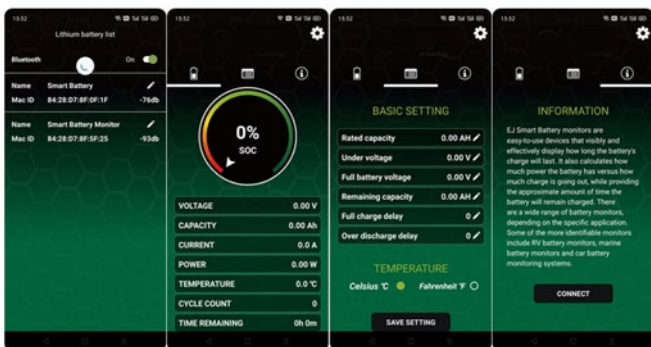 13:52
Lithium battery list
Bluetooth On
Name Smart Battery
Mac ID 84:28:D7:8F:0F:1F -76db
Name Smart Battery Monitor
Mac ID 84:28:D7:8F:5F:25 -93db
13:52
0%
SOC
VOLTAGE 0.00 V
CAPACITY 0.00 Ah
CURRENT 0.0 A
POWER 0.00 W
TEMPERATURE 0.0 °C
CYCLE COUNT 0
TIME REMAINING 0h 0m
13:52
BASIC SETTING
Rated capacity 0.00 AH
Under voltage 0.00 V
Full battery voltage 0.00 V
Remaining capacity 0.00 AH
Full charge delay 0
Over discharge delay 0
TEMPERATURE
Celsius °C Fahrenheit °F
SAVE SETTING
13:52
INFORMATION
EJ Smart Battery monitors are
easy-to-use devices that visibly and
effectively display how long the battery's
charge will last. It also calculates how
much power the battery has versus how
much charge is going out, while providing
the approximate amount of time the
battery will remain charged. There
are a wide range of battery monitors,
depending on the specific application.
Some of the more identifiable monitors
include RV battery monitors, marine
battery monitors and car battery
monitoring systems.
CONNECT